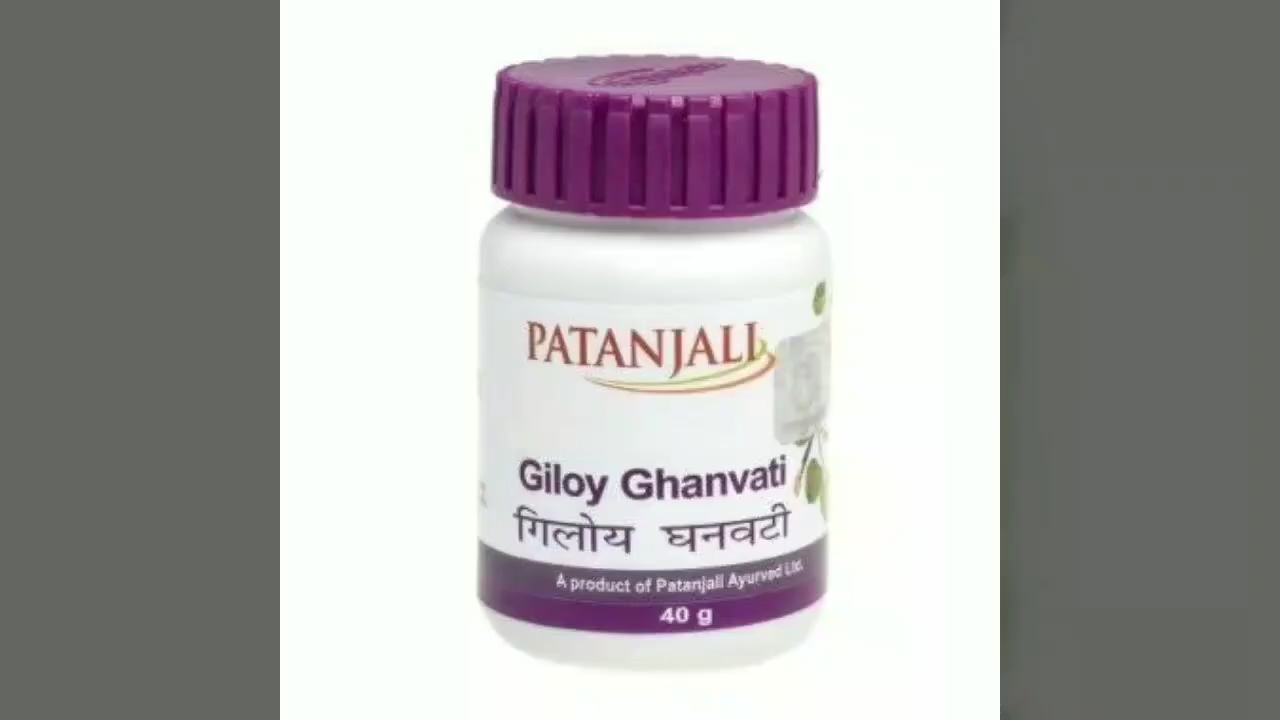 PATANJALI
Giloy Ghanvati
गिलोय घनवटी
A product of Patanjali Ayurved Ltd.
40 g